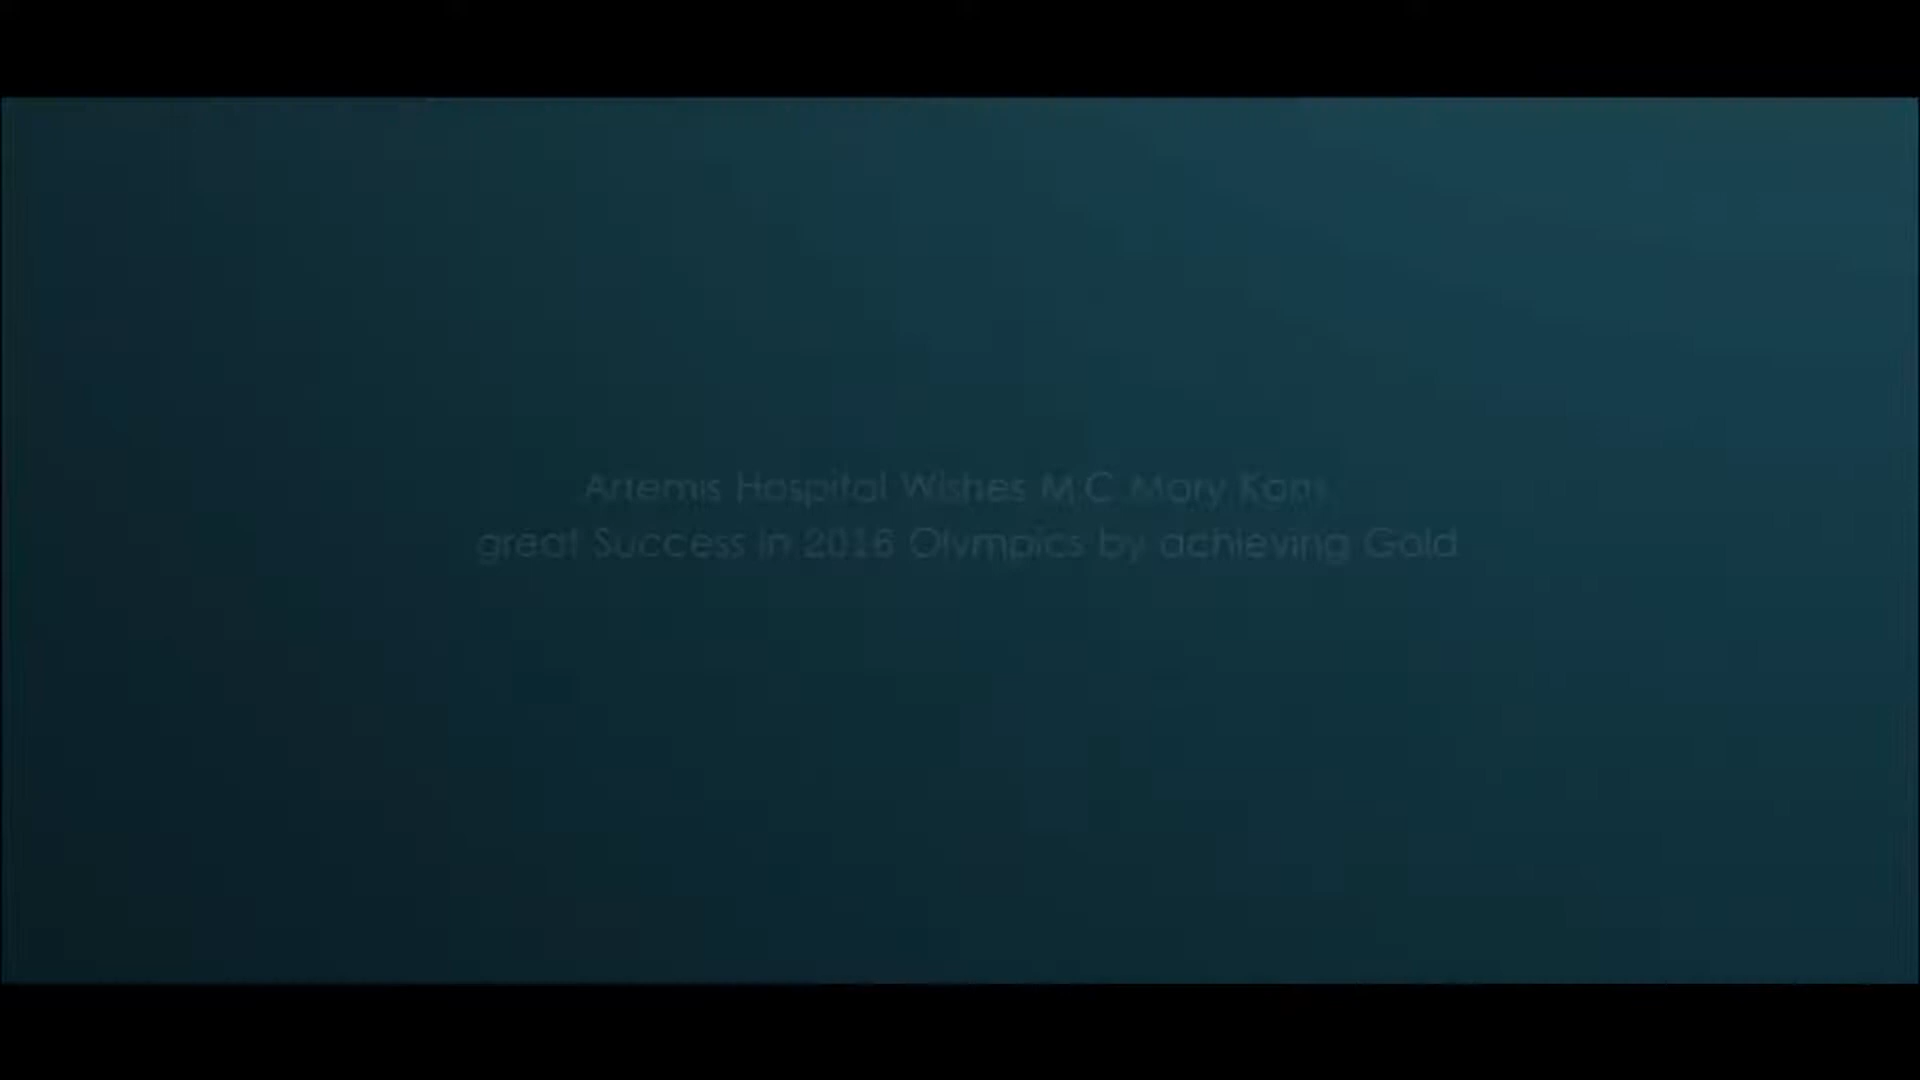 Artemis Hospital Wishes M.C. Mary Kom
great Success in 2016 Olympics by achieving Gold